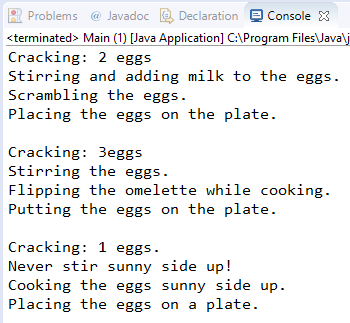 Problems @ Javadoc Declaration Console
<terminated> Main (1) [Java Application] C:\Program Files\Java\j
Cracking: 2 eggs
Stirring and adding milk to the eggs.
Scrambling the eggs.
Placing the eggs on the plate.
Cracking: 3eggs
Stirring the eggs.
Flipping the omelette while cooking.
Putting the eggs on the plate.
Cracking: 1 eggs.
Never stir sunny side up!
Cooking the eggs sunny side up.
Placing the eggs on a plate.